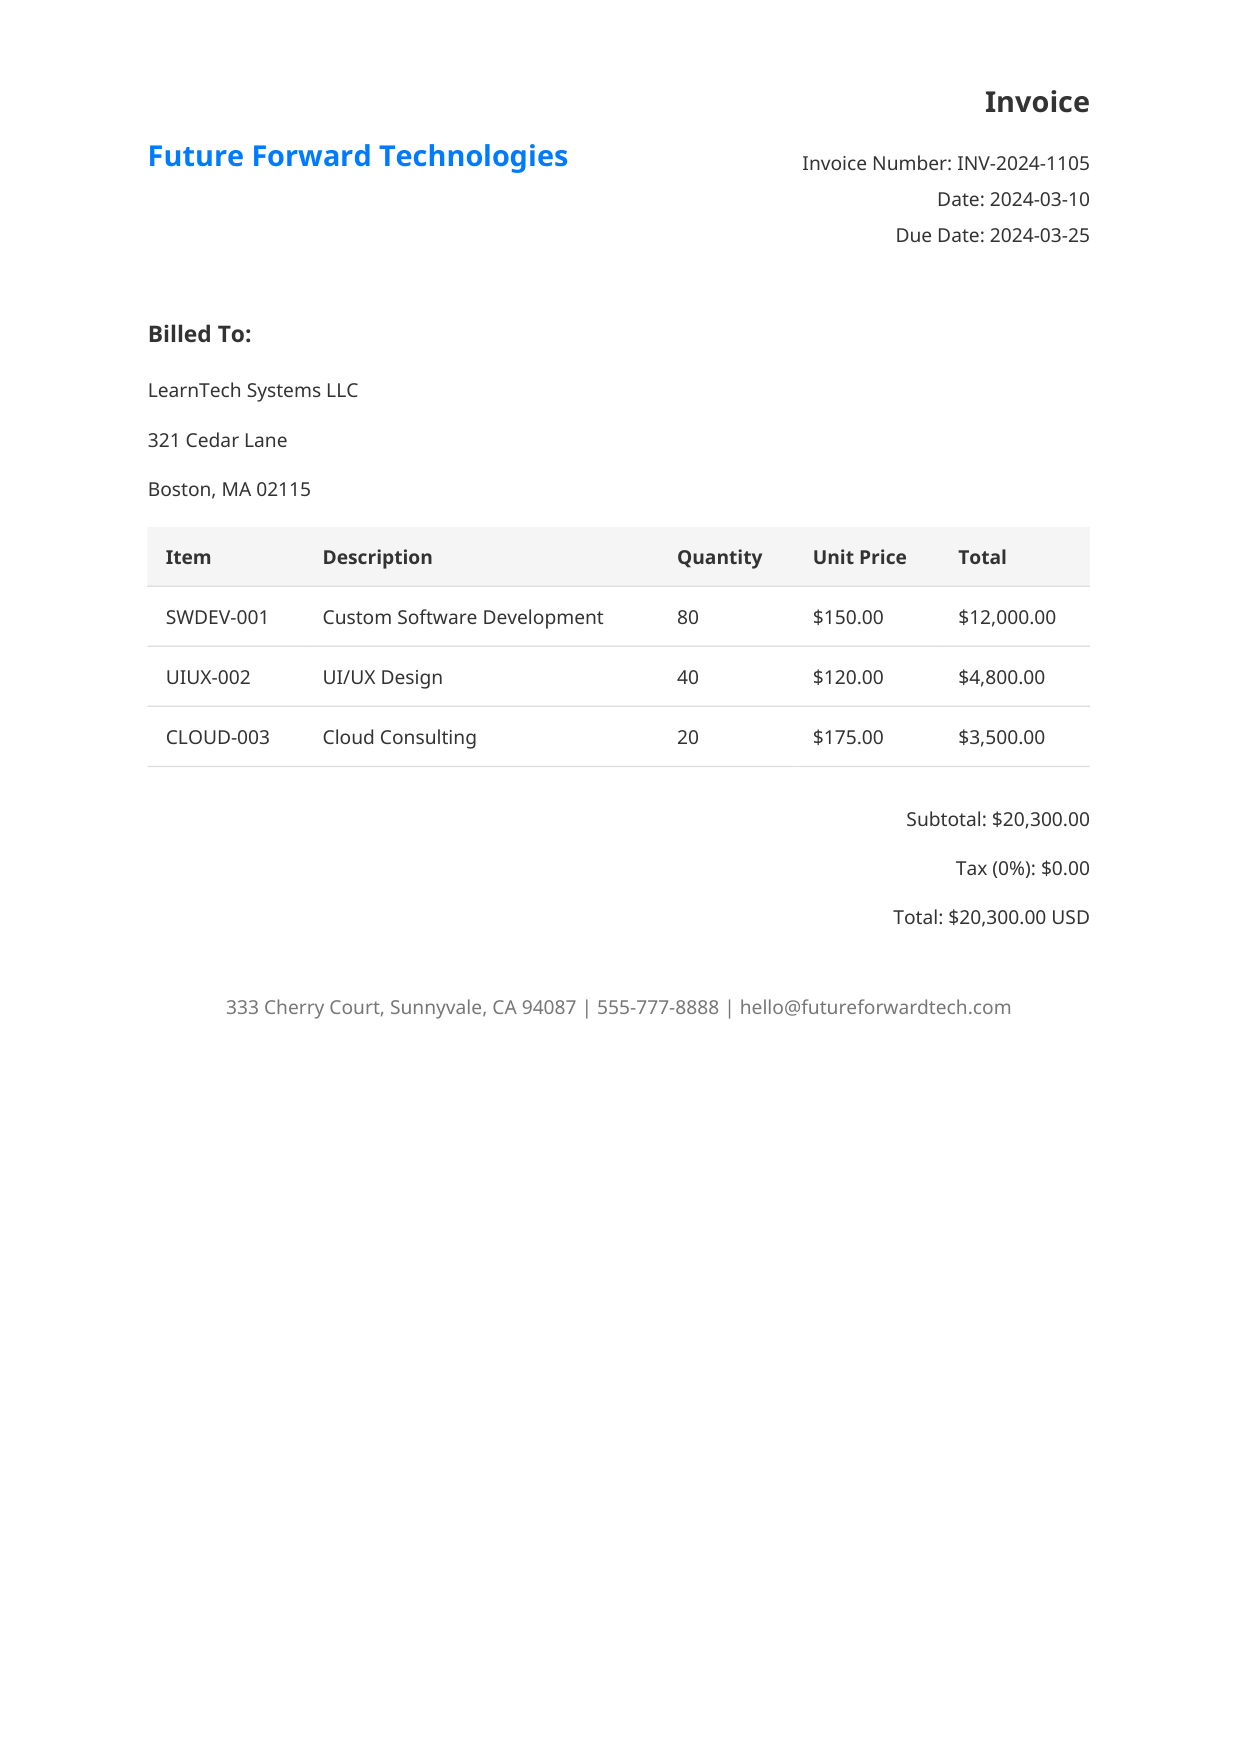 Invoice
Future Forward Technologies
Invoice Number: INV-2024-1105
Date: 2024-03-10
Due Date: 2024-03-25
Billed To:
LearnTech Systems LLC
321 Cedar Lane
Boston, MA 02115
Item Description Quantity Unit Price Total
SWDEV-001 Custom Software Development 80 $150.00 $12,000.00
UIUX-002 UI/UX Design 40 $120.00 $4,800.00
CLOUD-003 Cloud Consulting 20 $175.00 $3,500.00
Subtotal: $20,300.00
Tax (0%): $0.00
Total: $20,300.00 USD
333 Cherry Court, Sunnyvale, CA 94087 | 555-777-8888 | hello@futureforwardtech.com